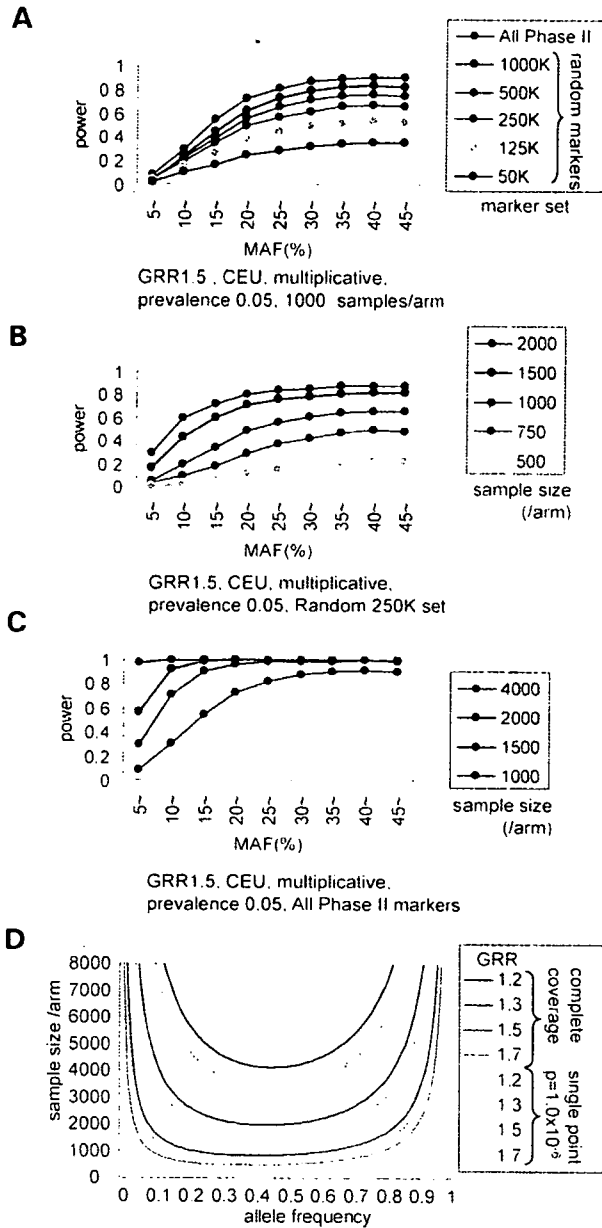 A
power
1
0 8
0 6
0 4
0 2
0
5~
10~
15~
20~
25~
30~
35~
40~
45~
MAF(%)
All Phase II
1000K
500K
250K
125K
50K
random markers
marker set
GRR1.5 , CEU, multiplicative,
prevalence 0.05, 1000 samples/arm
B
power
1
0 8
0 6
0 4
0 2
0
5~
10~
15~
20~
25~
30~
35~
40~
45~
MAF(%)
2000
1500
1000
750
500
sample size
(/arm)
GRR1.5, CEU, multiplicative,
prevalence 0.05, Random 250K set
C
power
1
0 8
0 6
0 4
0.2
0
5~
10~
15~
20~
25~
30~
35~
40~
45~
MAF(%)
4000
2000
1500
1000
sample size
(/arm)
GRR1.5, CEU, multiplicative,
prevalence 0.05, All Phase II markers
D
sample size /arm
8000
7000
6000
5000
4000
3000
2000
1000
0
0 0.1 0.2 0.3 0.4 0.5 0.6 0.7 0.8 0.9 1
allele frequency
GRR
1.2
1.3
1.5
1.7
complete
coverage
1.2
1 3
1 5
1 7
single point
p=1.0x10⁻⁶